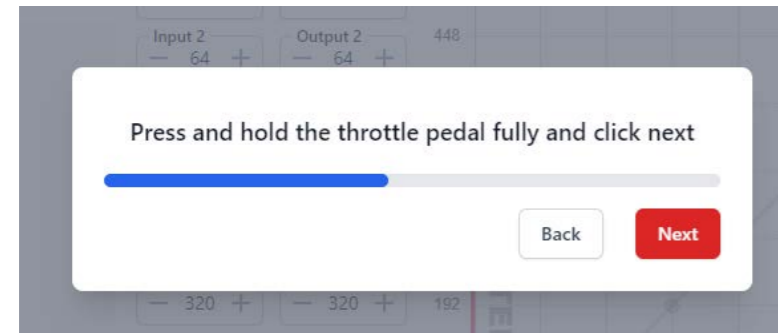 Input 2
Output 2
448
— 64 +
— 64 +
Press and hold the throttle pedal fully and click next
Back
Next
— 320 +
— 320 +
192